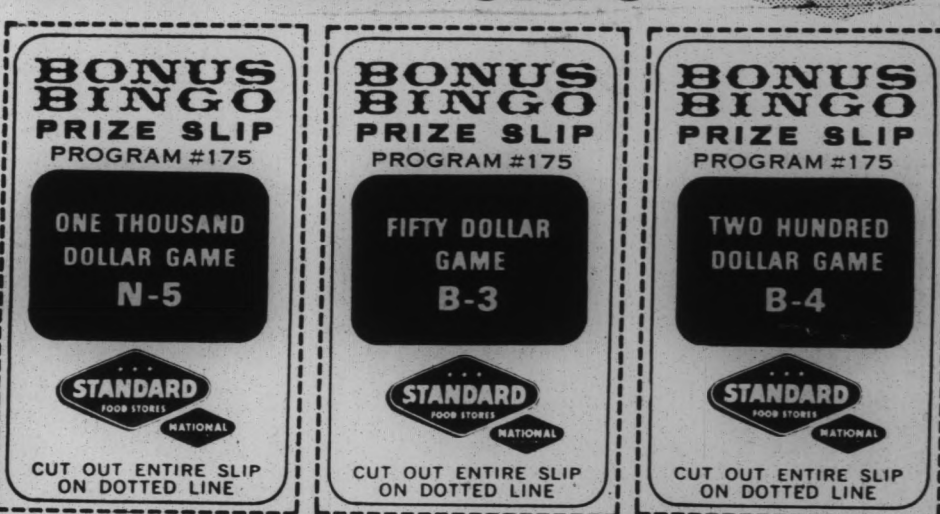 BONUS
BINGO
PRIZE SLIP
PROGRAM #175
ONE THOUSAND
DOLLAR GAME
N-5
STANDARD
FOOD STORES
NATIONAL
CUT OUT ENTIRE SLIP
ON DOTTED LINE
BONUS
BINGO
PRIZE SLIP
PROGRAM #175
FIFTY DOLLAR
GAME
B-3
STANDARD
FOOD STORES
NATIONAL
CUT OUT ENTIRE SLIP
ON DOTTED LINE
BONUS
BINGO
PRIZE SLIP
PROGRAM #175
TWO HUNDRED
DOLLAR GAME
B-4
STANDARD
FOOD STORES
NATIONAL
CUT OUT ENTIRE SLIP
ON DOTTED LINE